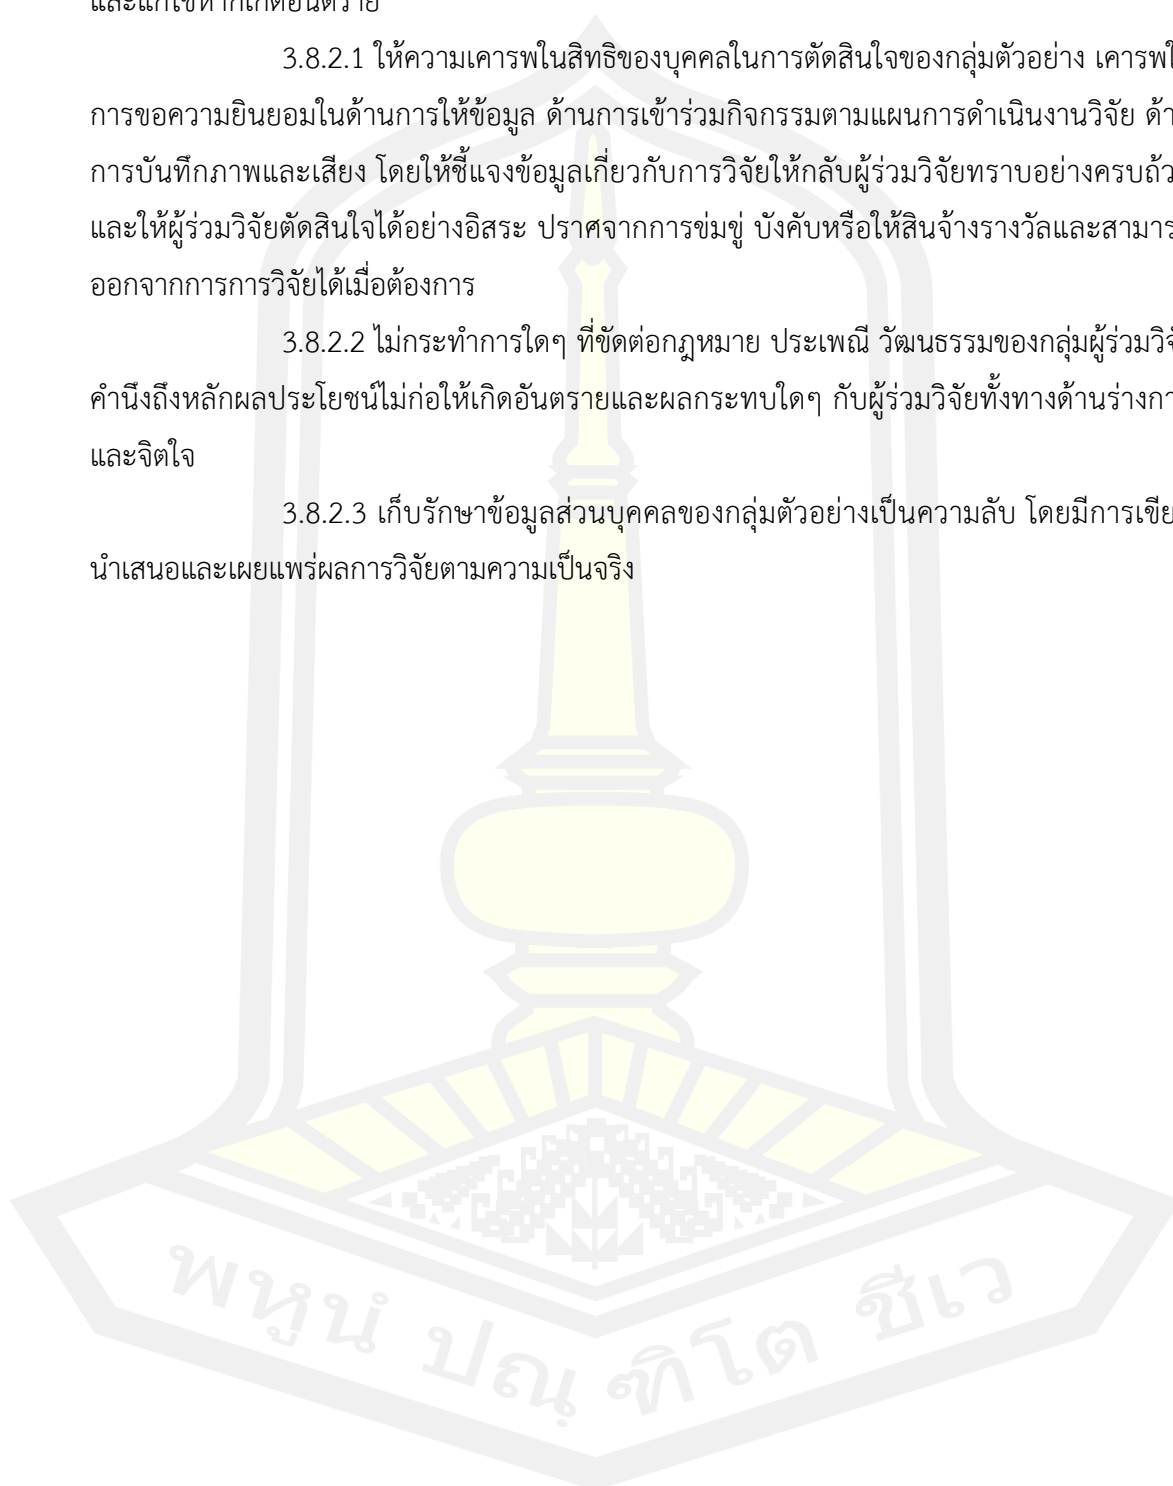 และแก้ไขหากเกิดอันตราย
3.8.2.1 ให้ความเคารพในสิทธิของบุคคลในการตัดสินใจของกลุ่มตัวอย่าง เคารพใ
การขอความยินยอมในด้านการให้ข้อมูล ด้านการเข้าร่วมกิจกรรมตามแผนการดำเนินงานวิจัย ด้า
การบันทึกภาพและเสียง โดยให้ชี้แจงข้อมูลเกี่ยวกับการวิจัยให้กลับผู้ร่วมวิจัยทราบอย่างครบถ้ว
และให้ผู้ร่วมวิจัยตัดสินใจได้อย่างอิสระ ปราศจากการข่มขู่ บังคับหรือให้สินจ้างรางวัลและสามาร
ออกจากการการวิจัยได้เมื่อต้องการ
3.8.2.2 ไม่กระทำการใดๆ ที่ขัดต่อกฎหมาย ประเพณี วัฒนธรรมของกลุ่มผู้ร่วมวิจั
คำนึงถึงหลักผลประโยชน์ไม่ก่อให้เกิดอันตรายและผลกระทบใดๆ กับผู้ร่วมวิจัยทั้งทางด้านร่างกา
และจิตใจ
3.8.2.3 เก็บรักษาข้อมูลส่วนบุคคลของกลุ่มตัวอย่างเป็นความลับ โดยมีการเขีย
นำเสนอและเผยแพร่ผลการวิจัยตามความเป็นจริง
พหูนํ ปณฺฑิโต ชีเว